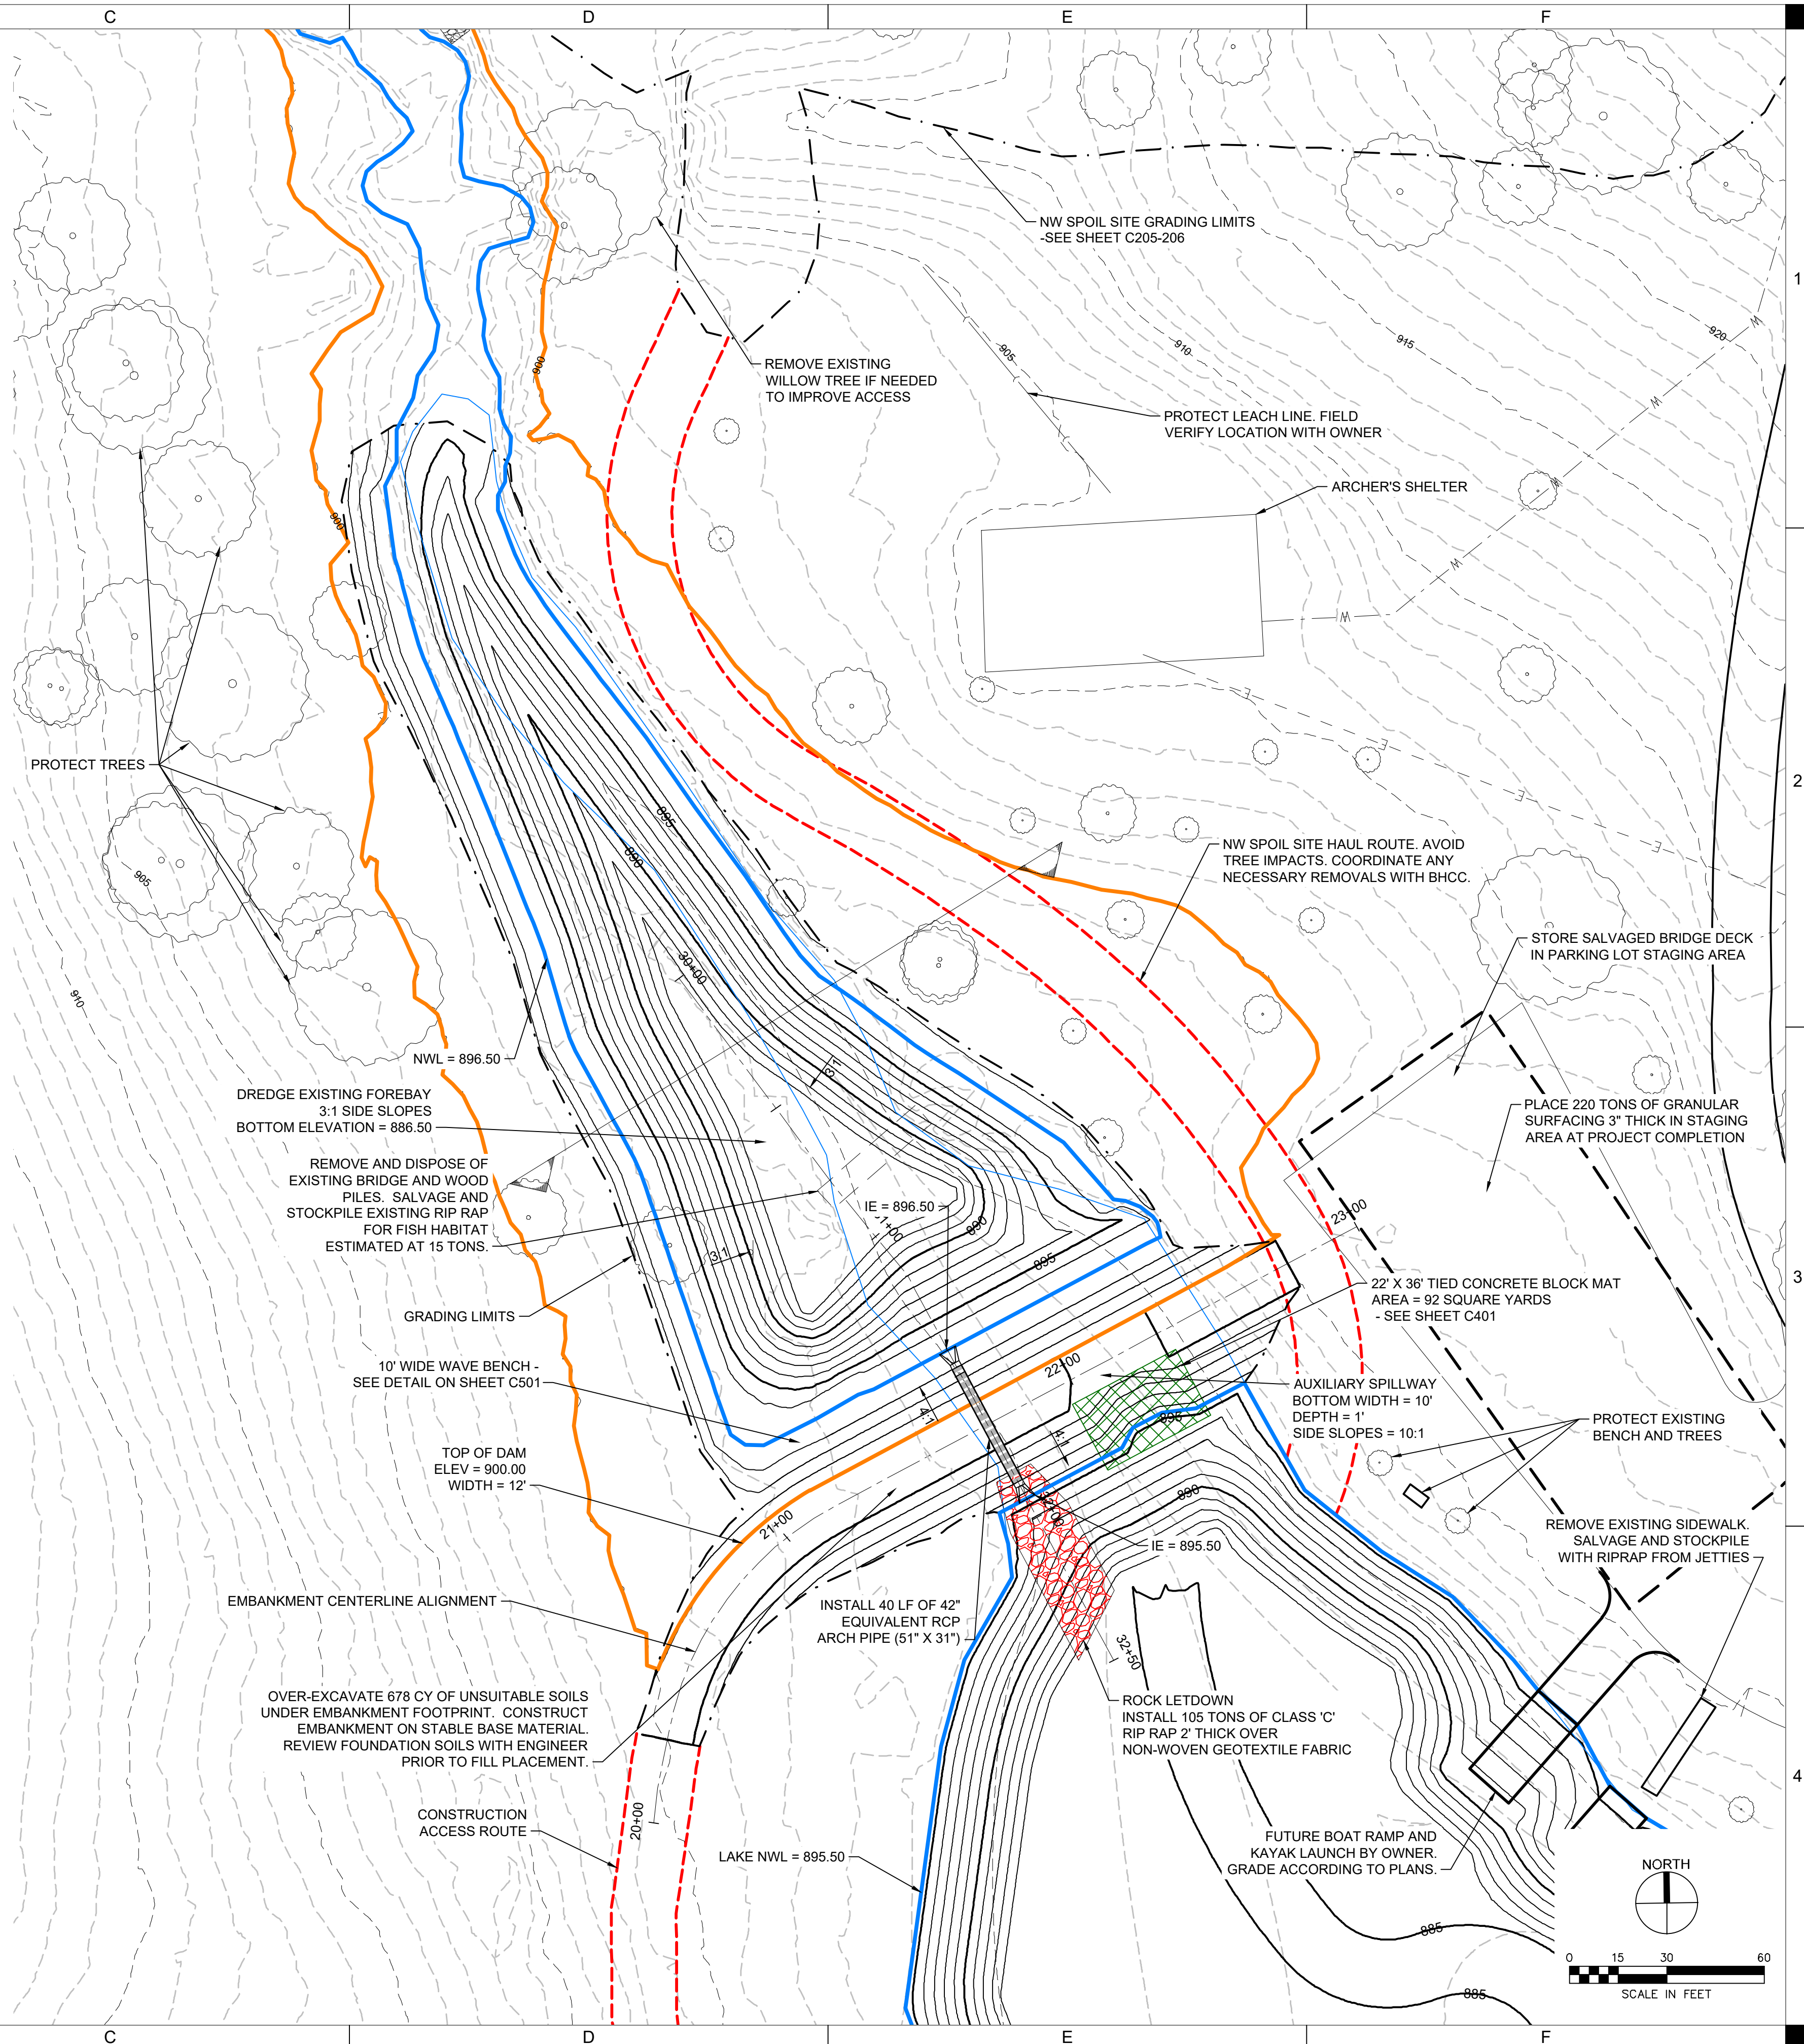 C
D
E
F
NW SPOIL SITE GRADING LIMITS
-SEE SHEET C205-206
1
920
915
910
905
900
REMOVE EXISTING
WILLOW TREE IF NEEDED
TO IMPROVE ACCESS
W
W
PROTECT LEACH LINE. FIELD
VERIFY LOCATION WITH OWNER
ARCHER'S SHELTER
W
900
W
W
E
E
PROTECT TREES
2
E
895
890
905
NW SPOIL SITE HAUL ROUTE. AVOID
TREE IMPACTS. COORDINATE ANY
NECESSARY REMOVALS WITH BHCC.
E
STORE SALVAGED BRIDGE DECK
IN PARKING LOT STAGING AREA
30+00
910
NWL = 896.50
3:1
DREDGE EXISTING FOREBAY
3:1 SIDE SLOPES
BOTTOM ELEVATION = 886.50
PLACE 220 TONS OF GRANULAR
SURFACING 3" THICK IN STAGING
AREA AT PROJECT COMPLETION
REMOVE AND DISPOSE OF
EXISTING BRIDGE AND WOOD
PILES. SALVAGE AND
STOCKPILE EXISTING RIP RAP
FOR FISH HABITAT
ESTIMATED AT 15 TONS.
IE = 896.50
890
23+00
3:1
895
3
22' X 36' TIED CONCRETE BLOCK MAT
AREA = 92 SQUARE YARDS
- SEE SHEET C401
GRADING LIMITS
10' WIDE WAVE BENCH -
SEE DETAIL ON SHEET C501
22+00
AUXILIARY SPILLWAY
BOTTOM WIDTH = 10'
DEPTH = 1'
SIDE SLOPES = 10:1
4:1
895
4:1
PROTECT EXISTING
BENCH AND TREES
TOP OF DAM
ELEV = 900.00
WIDTH = 12'
890
21+00
IE = 895.50
REMOVE EXISTING SIDEWALK.
SALVAGE AND STOCKPILE
WITH RIPRAP FROM JETTIES
EMBANKMENT CENTERLINE ALIGNMENT
INSTALL 40 LF OF 42"
EQUIVALENT RCP
ARCH PIPE (51" X 31")
32+50
OVER-EXCAVATE 678 CY OF UNSUITABLE SOILS
UNDER EMBANKMENT FOOTPRINT. CONSTRUCT
EMBANKMENT ON STABLE BASE MATERIAL.
REVIEW FOUNDATION SOILS WITH ENGINEER
PRIOR TO FILL PLACEMENT.
ROCK LETDOWN
INSTALL 105 TONS OF CLASS 'C'
RIP RAP 2' THICK OVER
NON-WOVEN GEOTEXTILE FABRIC
4
CONSTRUCTION
ACCESS ROUTE
20+00
LAKE NWL = 895.50
FUTURE BOAT RAMP AND
KAYAK LAUNCH BY OWNER.
GRADE ACCORDING TO PLANS.
NORTH
885
885
0 15 30 60
SCALE IN FEET
C
D
E
F